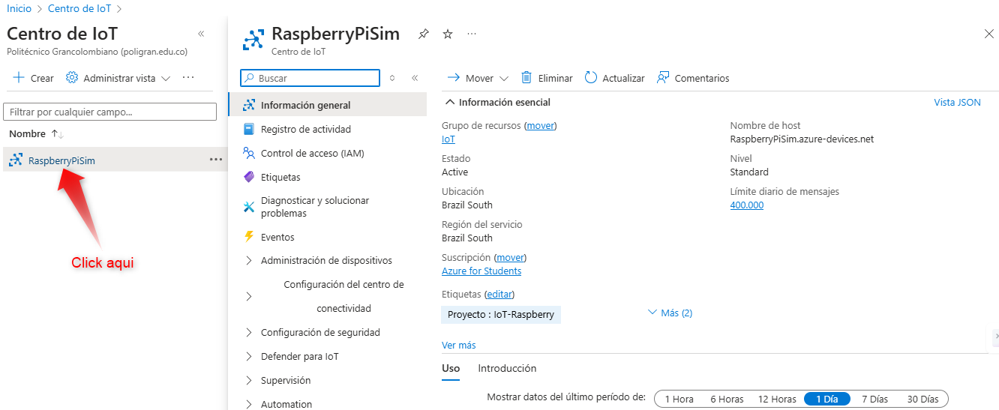 Inicio > Centro de IoT >
Centro de IoT «
Politécnico Grancolombiano (poligran.edu.co)
+ Crear Administrar vista ...
Filtrar por cualquier campo...
Nombre ↑↓
RaspberryPiSim ...
Click aqui
RaspberryPiSim ...
Centro de IoT
Buscar «
Información general
Registro de actividad
Control de acceso (IAM)
Etiquetas
Diagnosticar y solucionar
problemas
Eventos
Administración de dispositivos
Configuración del centro de
conectividad
Configuración de seguridad
Defender para IoT
Supervisión
Automation
Mover Eliminar Actualizar Comentarios
Información esencial Vista JSON
Grupo de recursos (mover)
IoT
Estado
Active
Ubicación
Brazil South
Región del servicio
Brazil South
Suscripción (mover)
Azure for Students
Nombre de host
RaspberryPiSim.azure-devices.net
Nivel
Standard
Límite diario de mensajes
400.000
Etiquetas (editar)
Proyecto : IoT-Raspberry Más (2)
Ver más
Uso Introducción
Mostrar datos del último período de: 1 Hora 6 Horas 12 Horas 1 Día 7 Días 30 Días